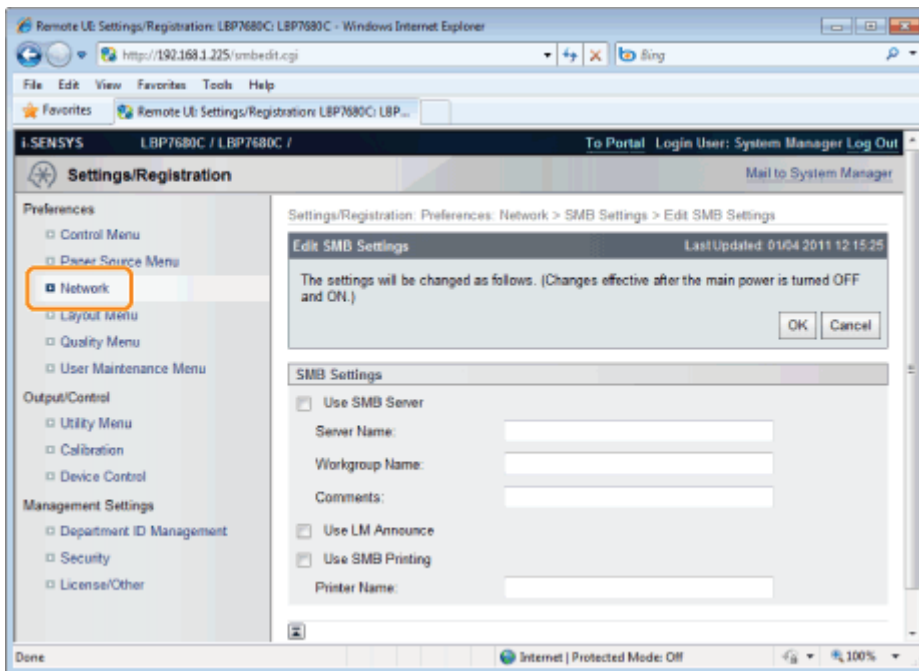 Remote UI: Settings/Registration: LBP7680C: LBP7680C - Windows Internet Explorer
http://192.168.1.225/smbedit.cgi
Bing
File Edit View Favorites Tools Help
Favorites
Remote UI: Settings/Registration: LBP7680C: LBP...
i-SENSYS LBP7680C / LBP7680C /
To Portal Login User: System Manager Log Out
Settings/Registration
Mail to System Manager
Preferences
Control Menu
Paper Source Menu
Network
Layout Menu
Quality Menu
User Maintenance Menu
Output/Control
Utility Menu
Calibration
Device Control
Management Settings
Department ID Management
Security
License/Other
Settings/Registration: Preferences: Network > SMB Settings > Edit SMB Settings
Edit SMB Settings
Last Updated: 01/04 2011 12:15:25
The settings will be changed as follows. (Changes effective after the main power is turned OFF
and ON.)
OK Cancel
SMB Settings
Use SMB Server
Server Name:
Workgroup Name:
Comments:
Use LM Announce
Use SMB Printing
Printer Name:
Done
Internet | Protected Mode: Off
100%